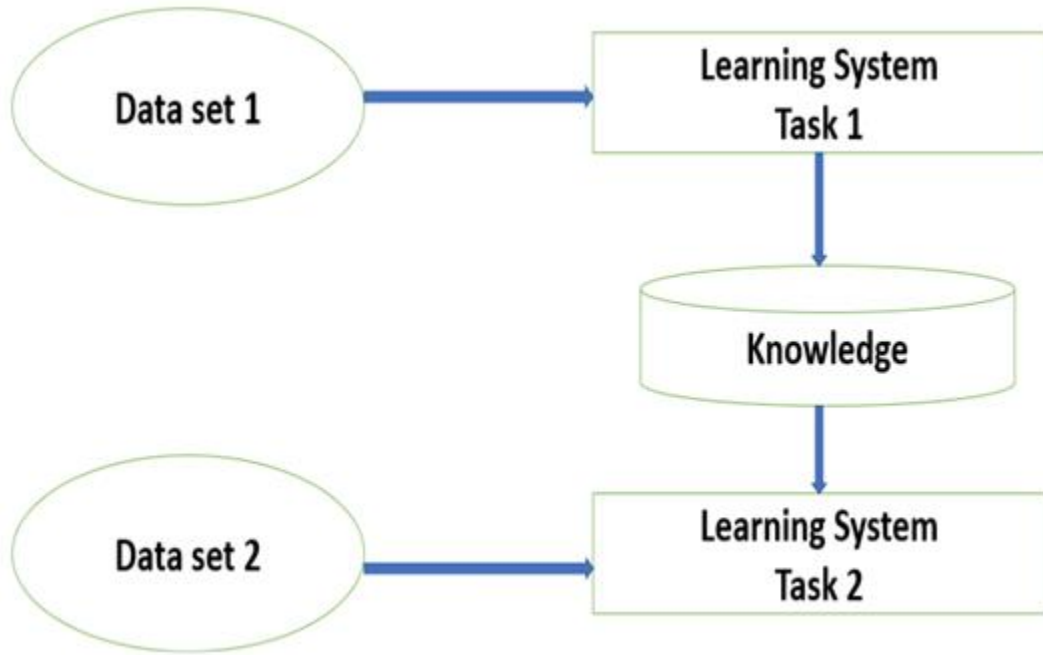 Data set 1
Learning System
Task 1
Knowledge
Data set 2
Learning System
Task 2